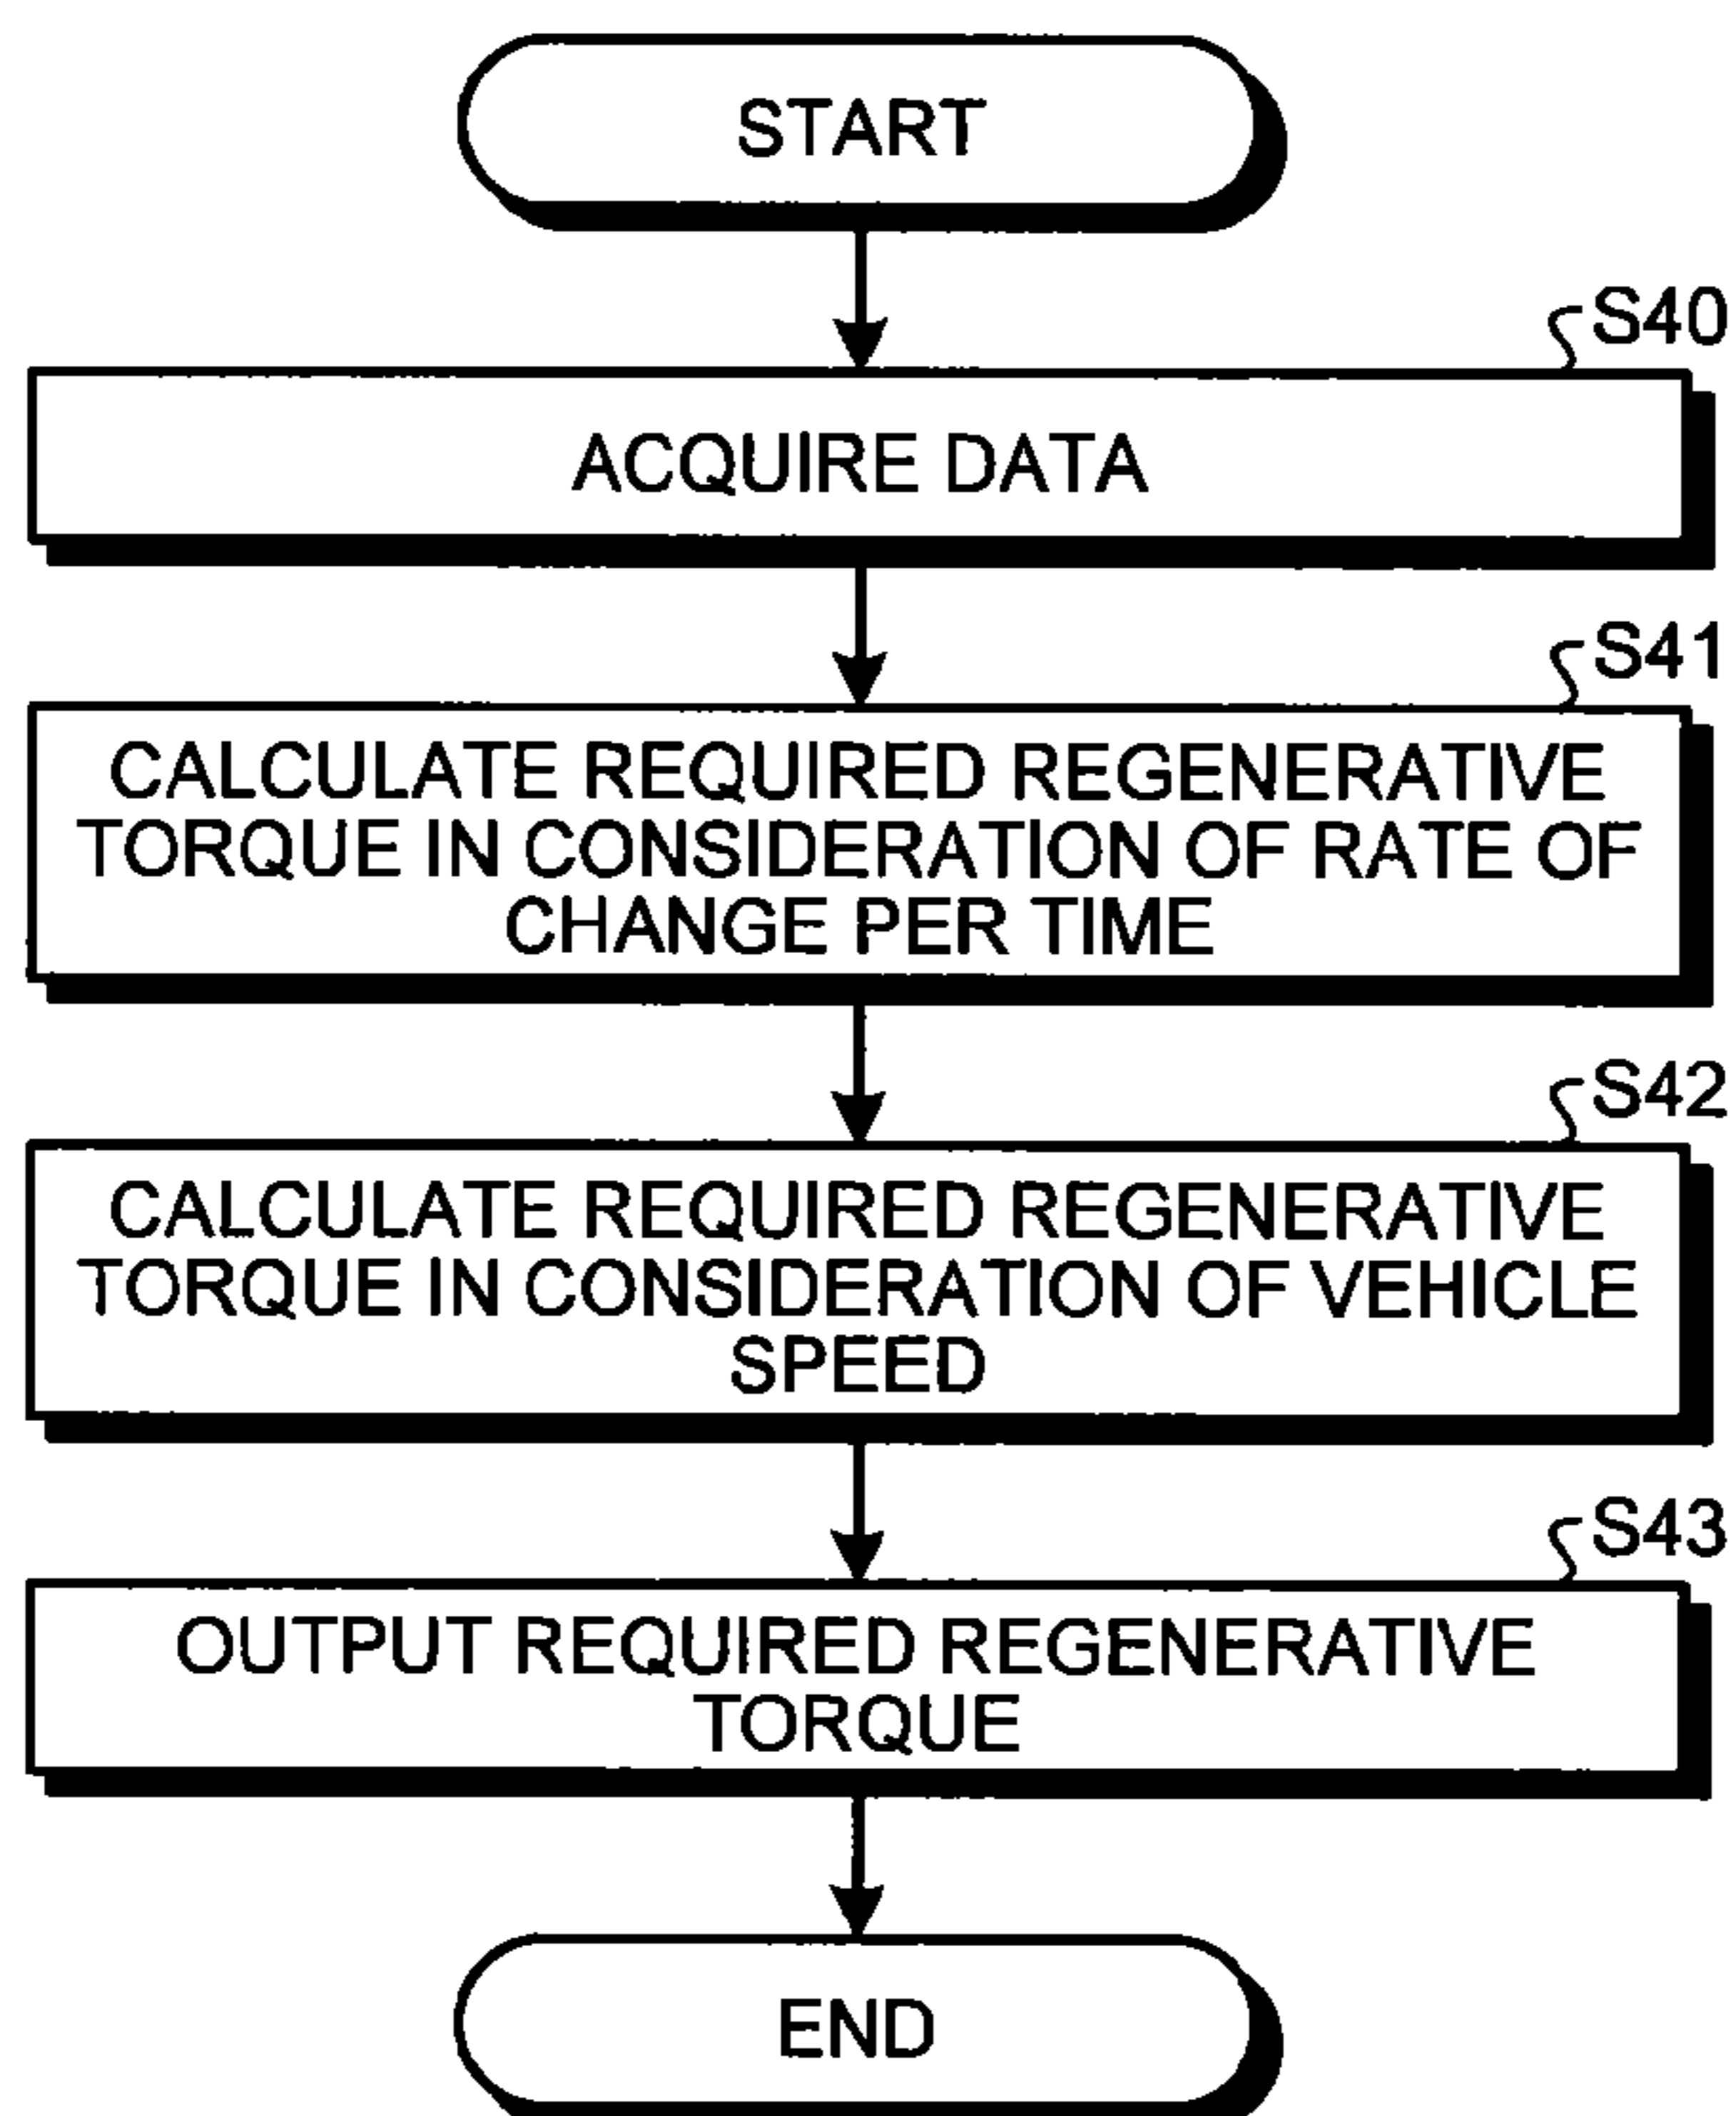 START
S40
ACQUIRE DATA
S41
CALCULATE REQUIRED REGENERATIVE
TORQUE IN CONSIDERATION OF RATE OF
CHANGE PER TIME
S42
CALCULATE REQUIRED REGENERATIVE
TORQUE IN CONSIDERATION OF VEHICLE
SPEED
S43
OUTPUT REQUIRED REGENERATIVE
TORQUE
END